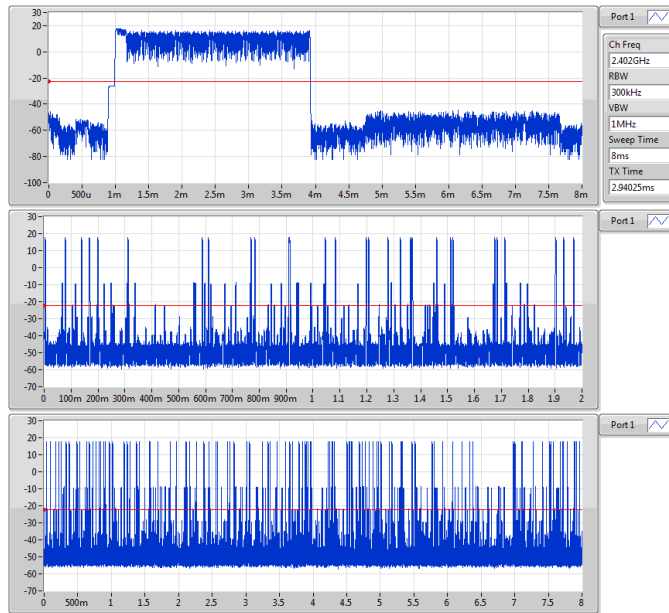 Port 1
20
0
-20
-40
-60
-80
-100
0 500u 1m 1.5m 2m 2.5m 3m 3.5m 4m 4.5m 5m 5.5m 6m 6.5m 7m 7.5m 8m
Ch Freq
2.402GHz
RBW
300kHz
VBW
1MHz
Sweep Time
8ms
TX Time
2.94025ms
Port 1
30
20
10
0
-10
-20
-30
-40
-50
-60
-70
0 100m 200m 300m 400m 500m 600m 700m 800m 900m 1 1.1 1.2 1.3 1.4 1.5 1.6 1.7 1.8 1.9 2
Port 1
30
20
10
0
-10
-20
-30
-40
-50
-60
-70
0 500m 1 1.5 2 2.5 3 3.5 4 4.5 5 5.5 6 6.5 7 7.5 8